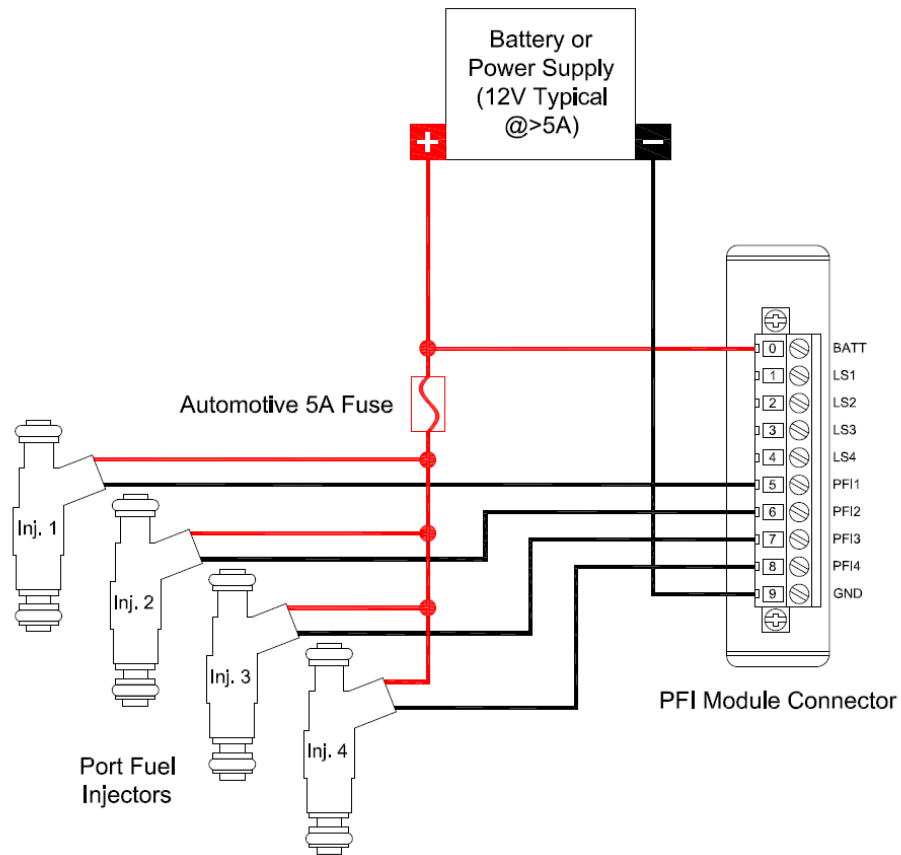 Battery or
Power Supply
(12V Typical
@>5A)
+
−
0 BATT
1 LS1
2 LS2
3 LS3
4 LS4
5 PFI1
6 PFI2
7 PFI3
8 PFI4
9 GND
Automotive 5A Fuse
Inj. 1
Inj. 2
Inj. 3
Inj. 4
PFI Module Connector
Port Fuel
Injectors